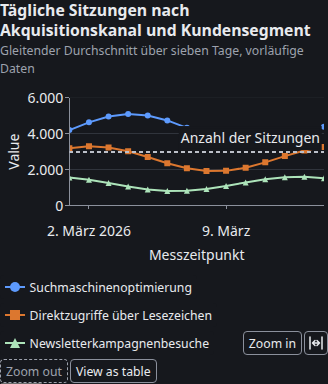 Tägliche Sitzungen nach
Akquisitionskanal und Kundensegment
Gleitender Durchschnitt über sieben Tage, vorläufige
Daten
6.000
4.000
2.000
0
Value
Anzahl der Sitzungen
2. März 2026
9. März
Messzeitpunkt
Suchmaschinenoptimierung
Direktzugriffe über Lesezeichen
Newsletterkampagnenbesuche
Zoom in
Zoom out
View as table